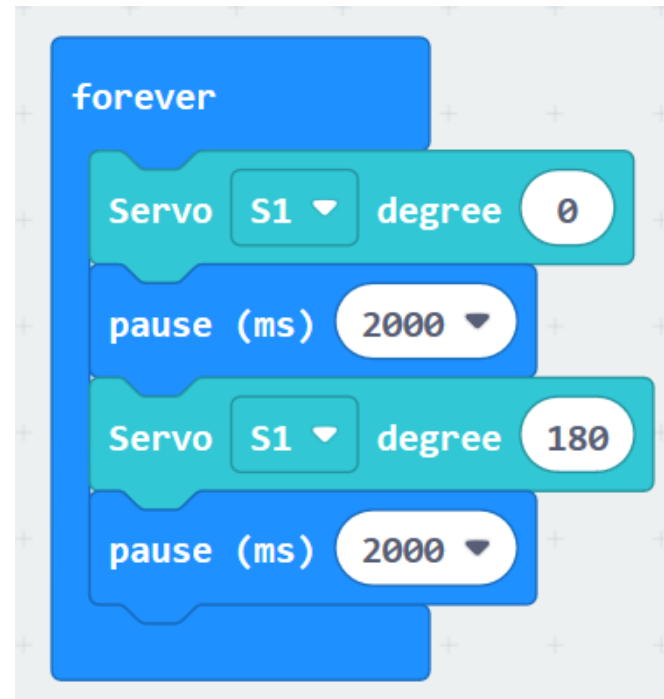 forever
Servo S1 degree 0
pause (ms) 2000
Servo S1 degree 180
pause (ms) 2000